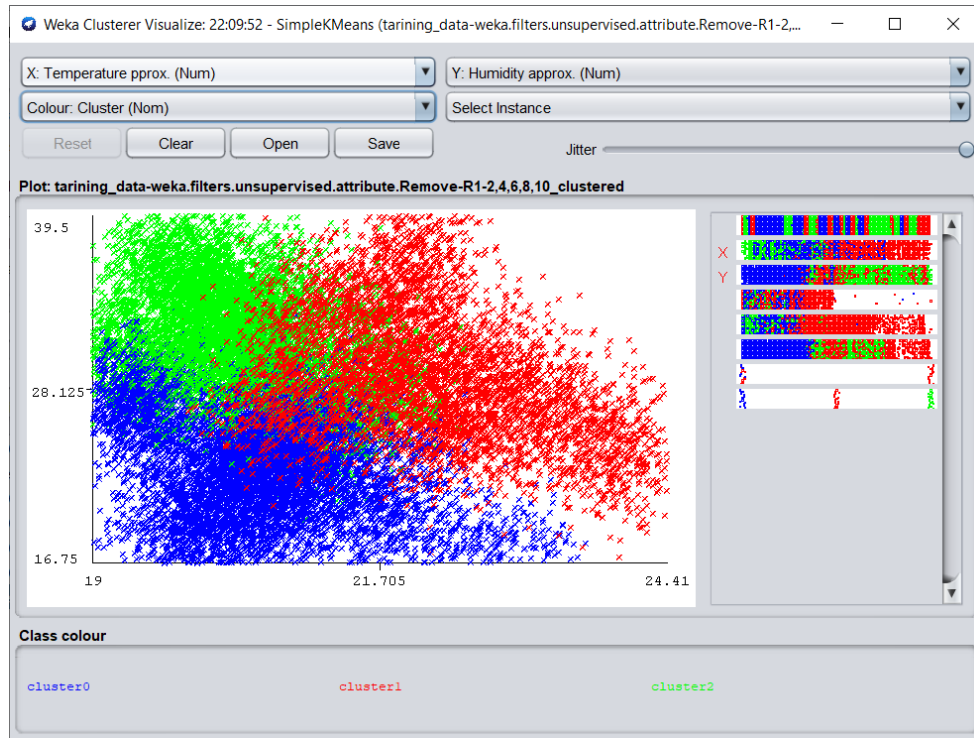 Weka Clusterer Visualize: 22:09:52 - SimpleKMeans (tarining_data-weka.filters.unsupervised.attribute.Remove-R1-2,...
X: Temperature pprox. (Num)
Y: Humidity approx. (Num)
Colour: Cluster (Nom)
Select Instance
Reset
Clear
Open
Save
Jitter
Plot: tarining_data-weka.filters.unsupervised.attribute.Remove-R1-2,4,6,8,10_clustered
39.5
28.125
16.75
19
21.705
24.41
X
Y
Class colour
cluster0
cluster1
cluster2